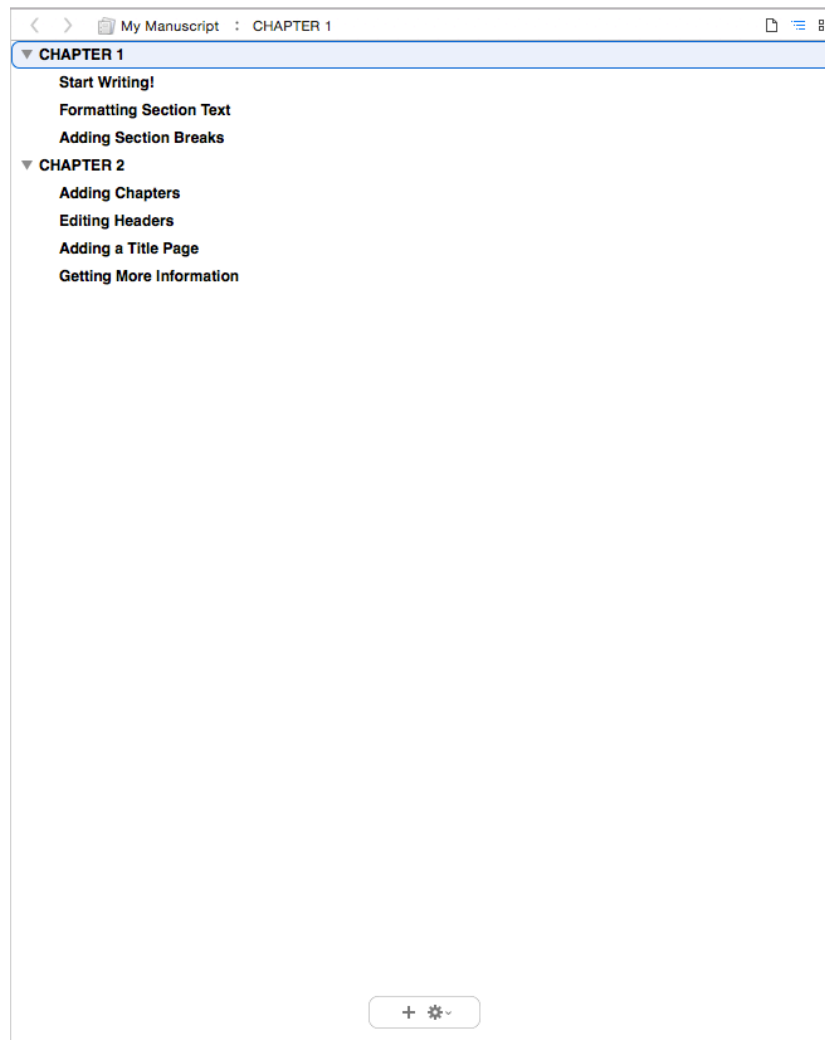 My Manuscript : CHAPTER 1
CHAPTER 1
Start Writing!
Formatting Section Text
Adding Section Breaks
CHAPTER 2
Adding Chapters
Editing Headers
Adding a Title Page
Getting More Information